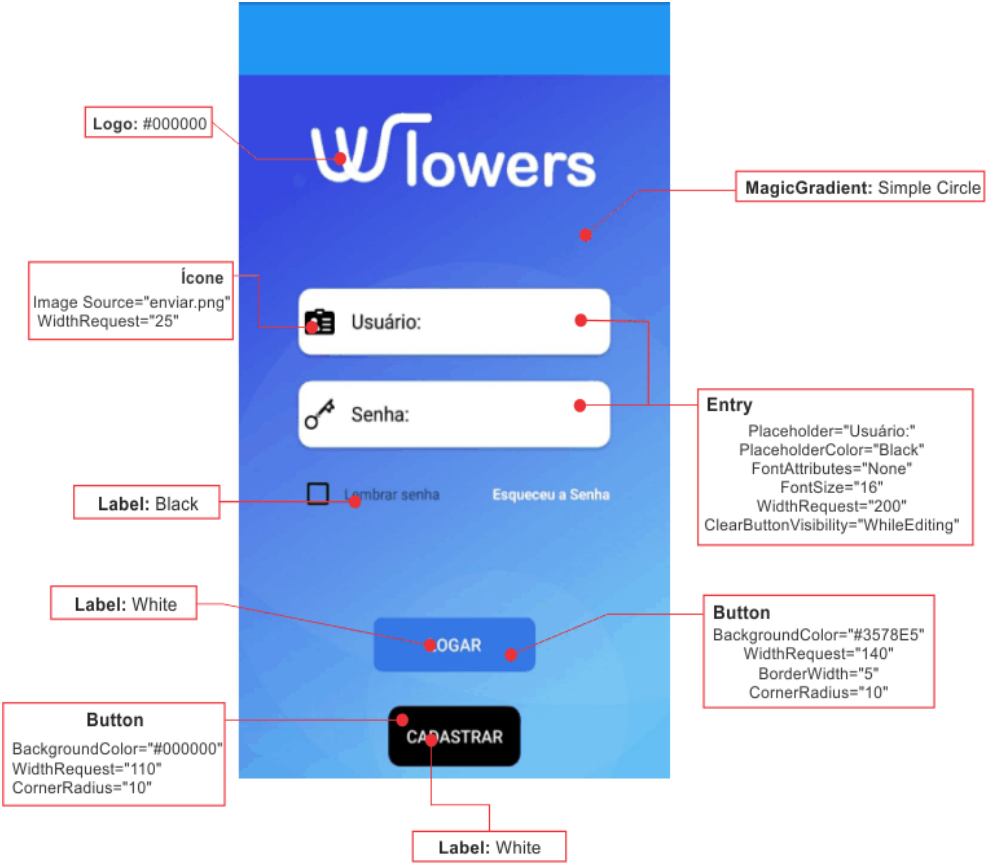 Logo: #000000
Wflowers
MagicGradient: Simple Circle
Ícone
Image Source="enviar.png"
WidthRequest="25"
Usuário:
Senha:
Entry
Placeholder="Usuário:"
PlaceholderColor="Black"
FontAttributes="None"
FontSize="16"
WidthRequest="200"
ClearButtonVisibility="WhileEditing"
Label: Black
Lembrar senha
Esqueceu a Senha
Label: White
LOGAR
Button
BackgroundColor="#3578E5"
WidthRequest="140"
BorderWidth="5"
CornerRadius="10"
Button
BackgroundColor="#000000"
WidthRequest="110"
CornerRadius="10"
CADASTRAR
Label: White